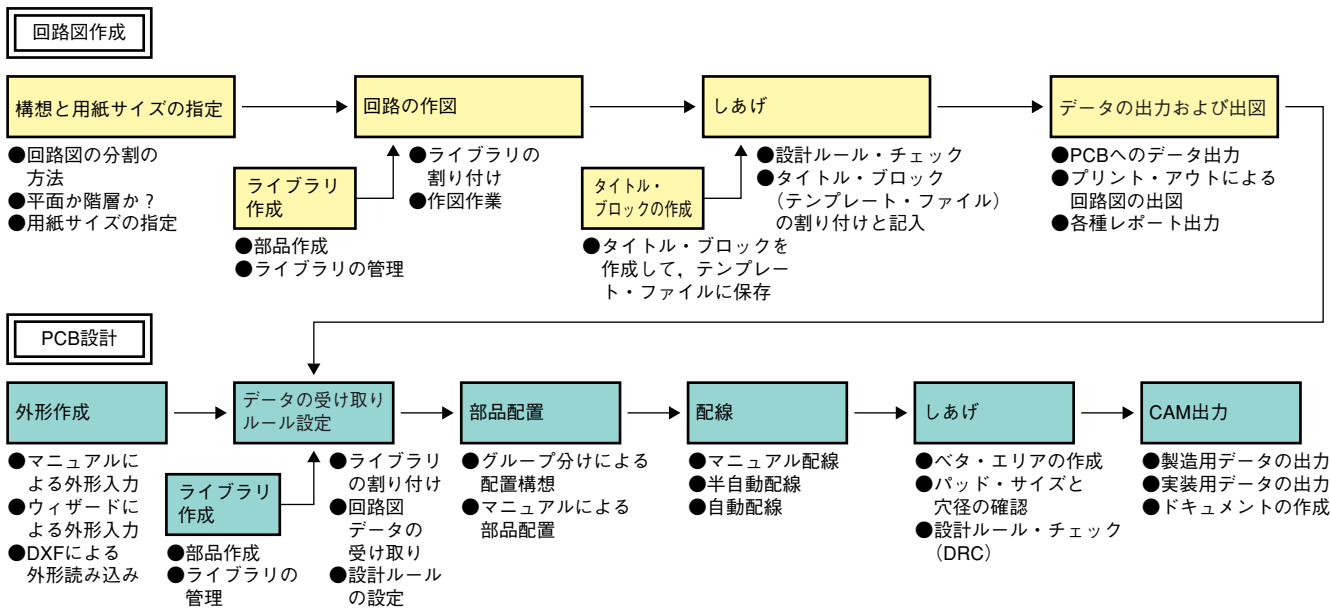 回路図作成
構想と用紙サイズの指定
●回路図の分割の
方法
●平面か階層か？
●用紙サイズの指定
ライブラリ
作成
●部品作成
●ライブラリの管理
回路の作図
●ライブラリの
割り付け
●作図作業
タイトル・
ブロックの作成
●タイトル・ブロックを
作成して，テンプレー
ト・ファイルに保存
しあげ
●設計ルール・チェック
●タイトル・ブロック
（テンプレート・ファイル）
の割り付けと記入
データの出力および出図
●PCBへのデータ出力
●プリント・アウトによる
回路図の出図
●各種レポート出力
PCB設計
外形作成
●マニュアルに
よる外形入力
●ウィザードに
よる外形入力
●DXFによる
外形読み込み
ライブラリ
作成
●部品作成
●ライブラリの
管理
データの受け取り
ルール設定
●ライブラリ
の割り付け
●回路図
データの
受け取り
●設計ルール
の設定
部品配置
●グループ分けによる
配置構想
●マニュアルによる
部品配置
配線
●マニュアル配線
●半自動配線
●自動配線
しあげ
●ベタ・エリアの作成
●パッド・サイズと
穴径の確認
●設計ルール・チェック
（DRC）
CAM出力
●製造用データの出力
●実装用データの出力
●ドキュメントの作成